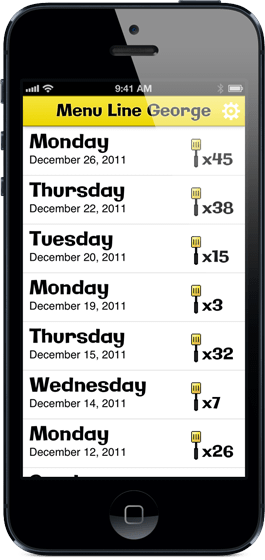 9:41 AM
Menu Line George
Monday
December 26, 2011
x45
Thursday
December 22, 2011
x38
Tuesday
December 20, 2011
x15
Monday
December 19, 2011
x3
Thursday
December 15, 2011
x32
Wednesday
December 14, 2011
x7
Monday
December 12, 2011
x26